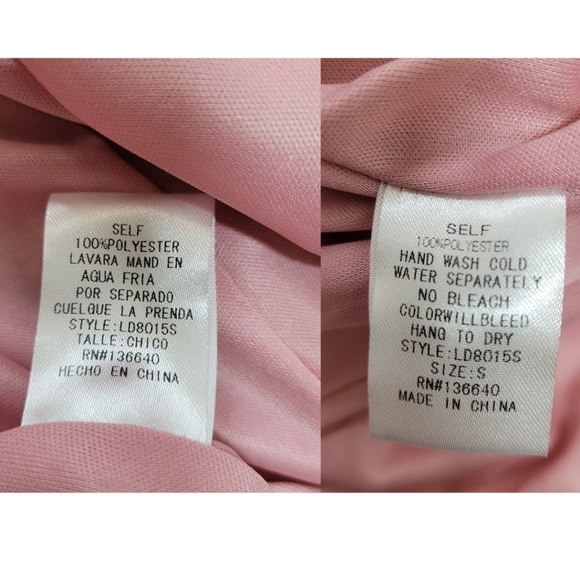 SELF
100%POLYESTER
LAVARA MAND EN
AGUA FRIA
POR SEPARADO
CUELQUE LA PRENDA
STYLE:LD8015S
TALLE:CHICO
RN#136640
HECHO EN CHINA
SELF
100%POLYESTER
HAND WASH COLD
WATER SEPARATELY
NO BLEACH
COLORWILLBLEED
HANG TO DRY
STYLE:LD8015S
SIZE:S
RN#136640
MADE IN CHINA